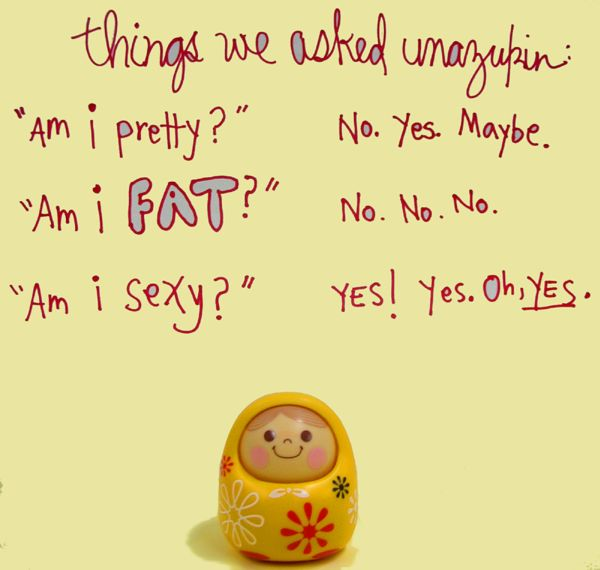 things we asked unazukin:
"Am i pretty?" No. Yes. Maybe.
"Am i FAT?" No. No. No.
"Am i sexy?" YES! Yes. Oh, YES.